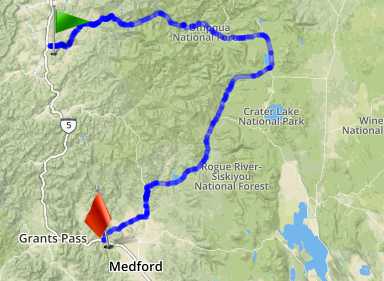 Umpqua
National Forest
Crater Lake
National Park
Wine
National
5
Rogue River-
Siskiyou
National Forest
Grants Pass
Medford